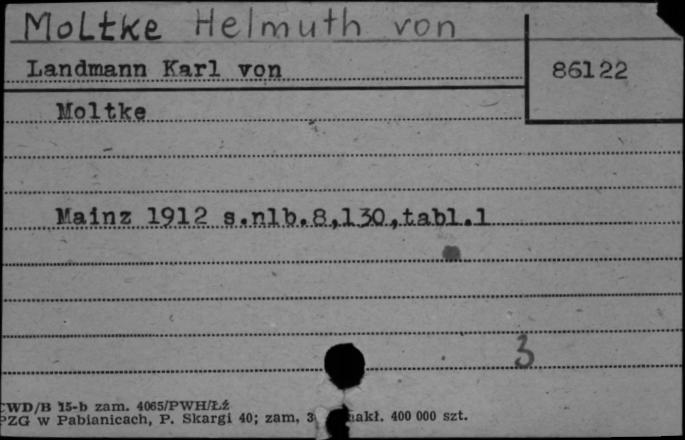 Moltke Helmuth von
Landmann Karl von
86122
Moltke
Mainz 1912 s.nlb.8,130,tabl.1
3
CWD/B 15-b zam. 4065/PWH/Łź
PZG w Pabianicach, P. Skargi 40; zam. 3 nakł. 400 000 szt.